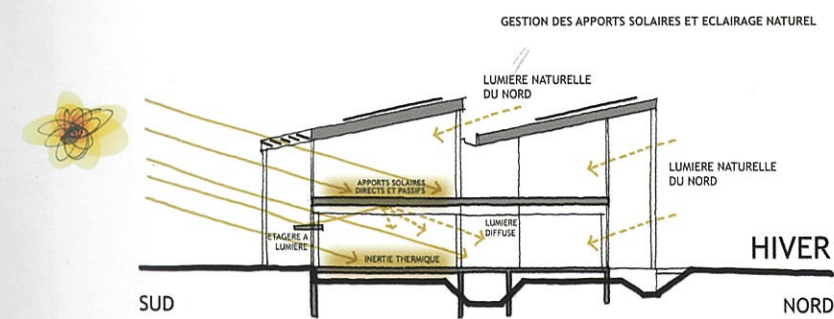 GESTION DES APPORTS SOLAIRES ET ECLAIRAGE NATUREL
LUMIERE NATURELLE
DU NORD
LUMIERE NATURELLE
DU NORD
APPORTS SOLAIRES
DIRECTS ET PASSIFS
ETAGERE A
LUMIERE
LUMIERE
DIFFUSE
INERTIE THERMIQUE
HIVER
SUD
NORD